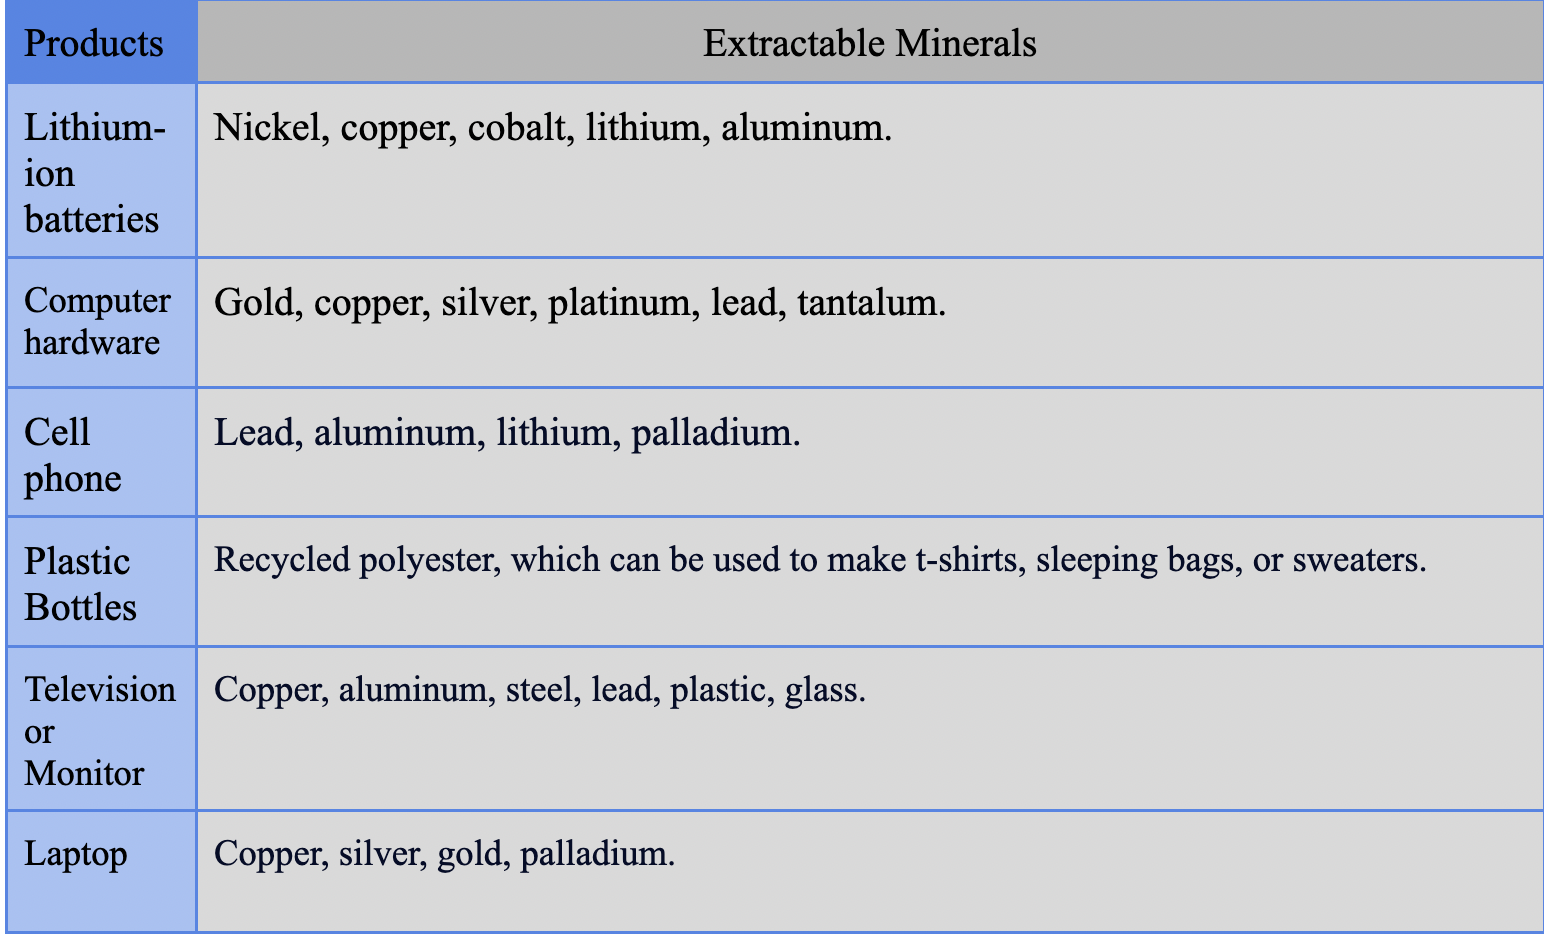 Products
Extractable Minerals
Lithium-
ion
batteries
Nickel, copper, cobalt, lithium, aluminum.
Computer
hardware
Gold, copper, silver, platinum, lead, tantalum.
Cell
phone
Lead, aluminum, lithium, palladium.
Plastic
Bottles
Recycled polyester, which can be used to make t-shirts, sleeping bags, or sweaters.
Television
or
Monitor
Copper, aluminum, steel, lead, plastic, glass.
Laptop
Copper, silver, gold, palladium.